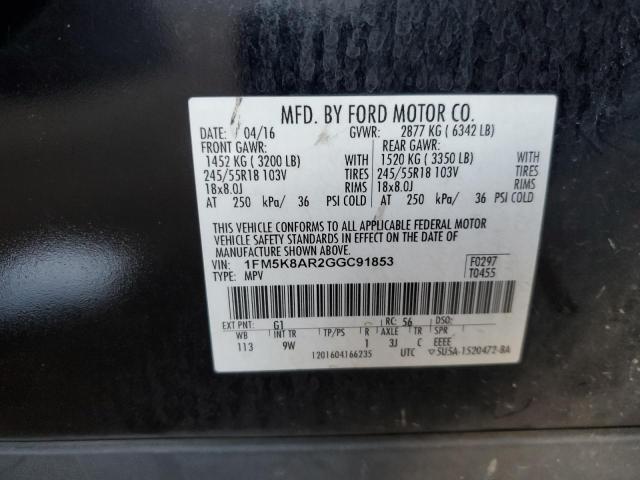 MFD. BY FORD MOTOR CO.
DATE: 04/16 GVWR: 2877 KG ( 6342 LB)
FRONT GAWR: REAR GAWR:
1452 KG ( 3200 LB) WITH 1520 KG ( 3350 LB) WITH
245/55R18 103V TIRES 245/55R18 103V TIRES
18x8.0J RIMS 18x8.0J RIMS
AT 250 kPa/ 36 PSI COLD AT 250 kPa/ 36 PSI COLD
THIS VEHICLE CONFORMS TO ALL APPLICABLE FEDERAL MOTOR
VEHICLE SAFETY STANDARDS IN EFFECT ON THE DATE OF
MANUFACTURE SHOWN ABOVE.
VIN: 1FM5K8AR2GGC91853 F0297
TYPE: MPV T0455
EXT PNT: G1 RC: 56 DSO:
WB INT TR TP/PS R AXLE TR SPR
113 9W 1 3J C EEEE
1201604166235 UTC 5U5A-1520472-BA